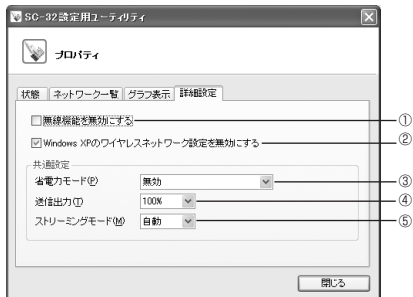 SC-32設定用ユーティリティ
プロパティ
状態 ネットワーク一覧 グラフ表示 詳細設定
無線機能を無効にする ①
Windows XPのワイヤレスネットワーク設定を無効にする ②
共通設定
省電力モード(P) 無効 ③
送信出力(T) 100% ④
ストリーミングモード(M) 自動 ⑤
閉じる